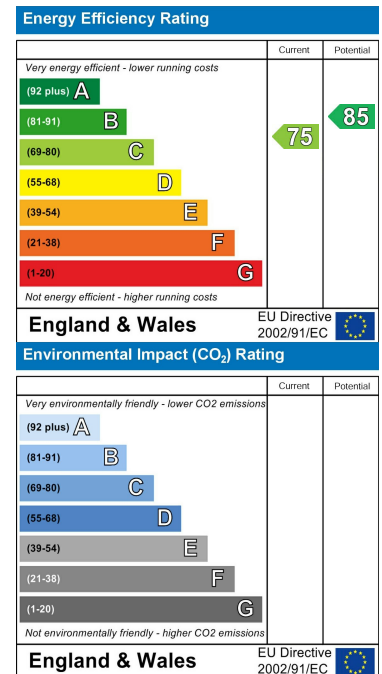 Energy Efficiency Rating
Current Potential
Very energy efficient - lower running costs
(92 plus) A
(81-91) B
(69-80) C
(55-68) D
(39-54) E
(21-38) F
(1-20) G
75
85
Not energy efficient - higher running costs
England & Wales
EU Directive
2002/91/EC
Environmental Impact (CO₂) Rating
Current Potential
Very environmentally friendly - lower CO2 emissions
(92 plus) A
(81-91) B
(69-80) C
(55-68) D
(39-54) E
(21-38) F
(1-20) G
Not environmentally friendly - higher CO2 emissions
England & Wales
EU Directive
2002/91/EC